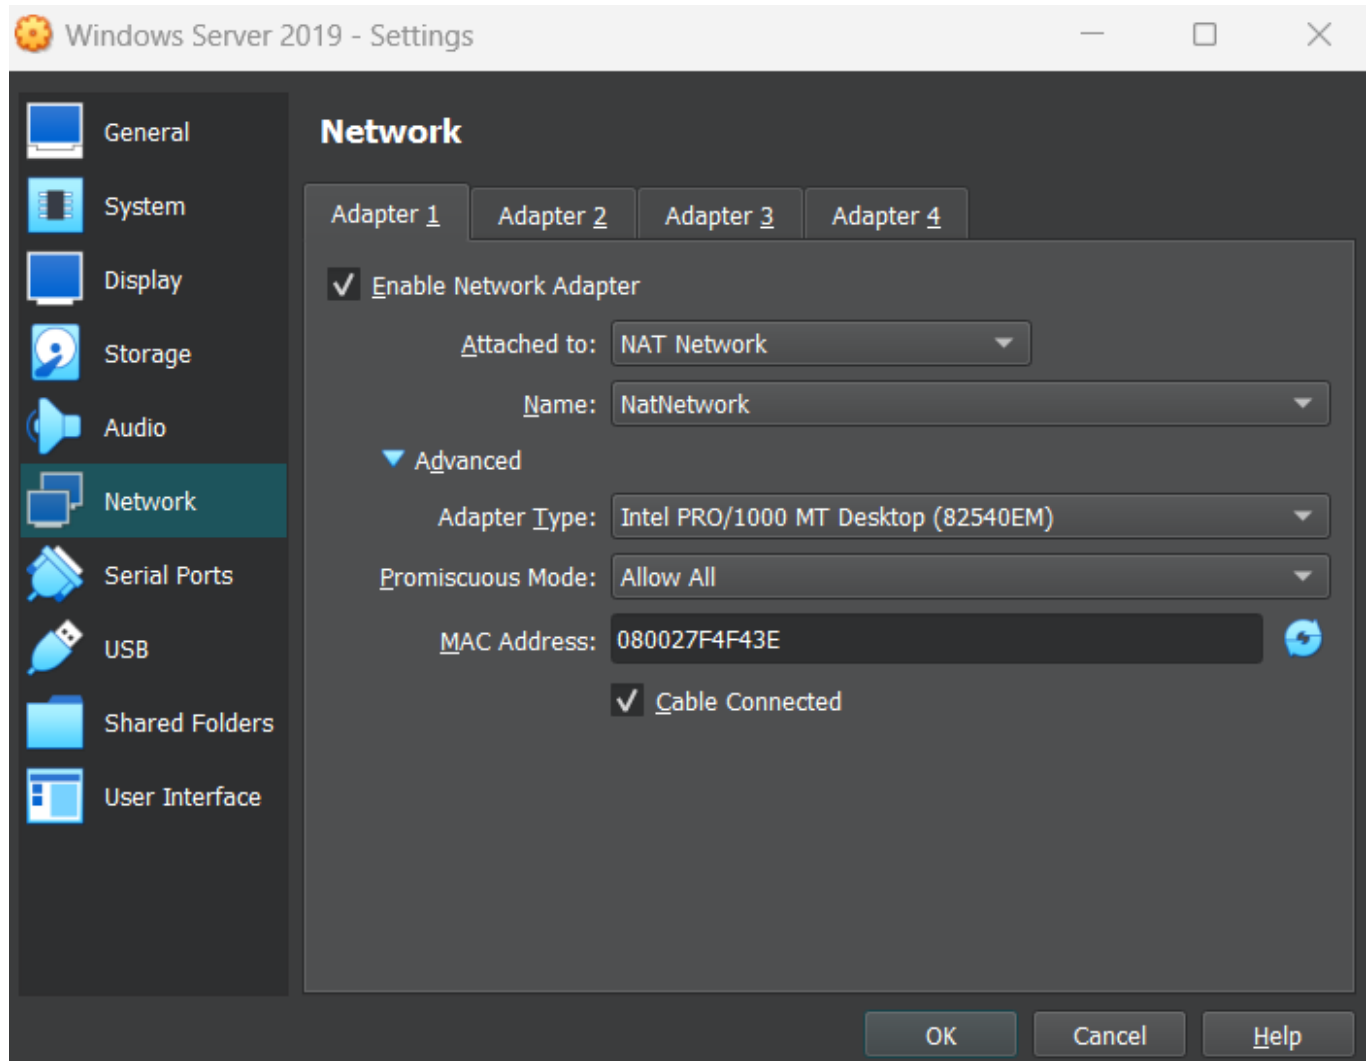 Windows Server 2019 - Settings
General
System
Display
Storage
Audio
Network
Serial Ports
USB
Shared Folders
User Interface
Network
Adapter 1 Adapter 2 Adapter 3 Adapter 4
Enable Network Adapter
Attached to: NAT Network
Name: NatNetwork
Advanced
Adapter Type: Intel PRO/1000 MT Desktop (82540EM)
Promiscuous Mode: Allow All
MAC Address: 080027F4F43E
Cable Connected
OK Cancel Help